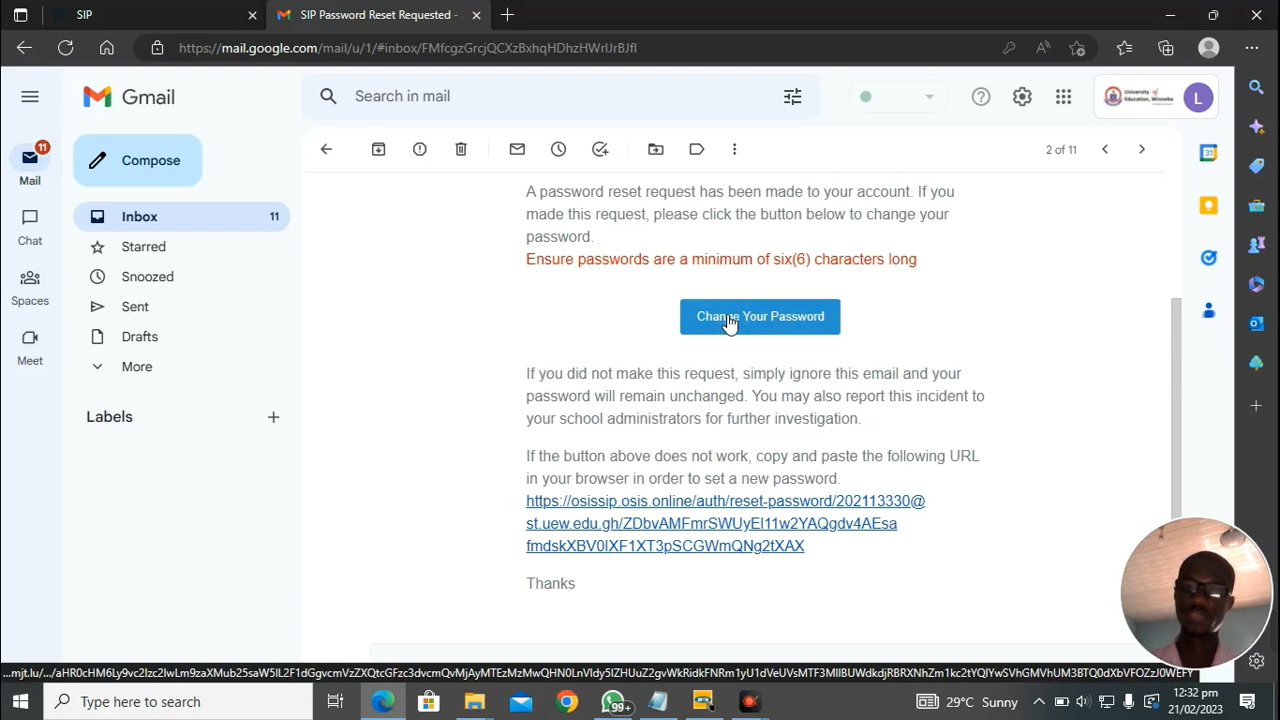 SIP
SIP Password Reset Requested -
https://mail.google.com/mail/u/1/#inbox/FMfcgzGrcjQCXzBxhqHDhzHWrlJrBJfl
Gmail
Search in mail
University of
Education, Winneba
L
11
Mail
Chat
Spaces
Meet
Compose
Inbox 11
Starred
Snoozed
Sent
Drafts
More
Labels
2 of 11
A password reset request has been made to your account. If you
made this request, please click the button below to change your
password.
Ensure passwords are a minimum of six(6) characters long
Change Your Password
If you did not make this request, simply ignore this email and your
password will remain unchanged. You may also report this incident to
your school administrators for further investigation.
If the button above does not work, copy and paste the following URL
in your browser in order to set a new password.
https://osissip.osis.online/auth/reset-password/202113330@
st.uew.edu.gh/ZDbvAMFmrSWUyEl11w2YAQgdv4AEsa
fmdskXBV0IXF1XT3pSCGWmQNg2tXAX
Thanks
Type here to search
99+
29°C Sunny
12:32 pm
21/02/2023